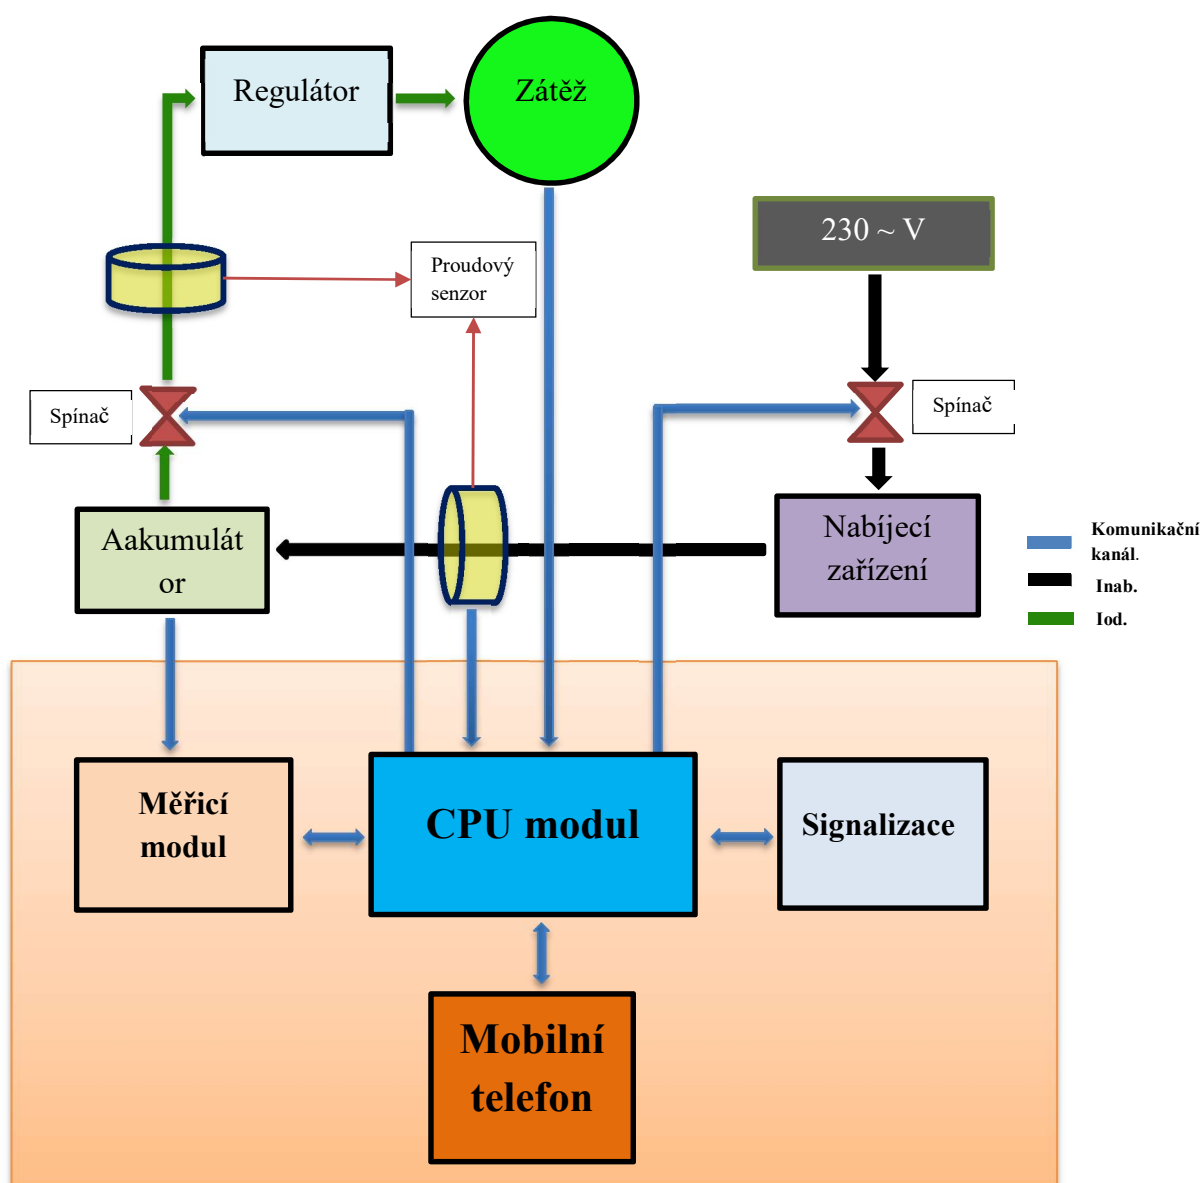 Regulátor
Zátěž
230 ~ V
Proudový
senzor
Spínač
Spínač
Aakumulát
or
Nabíjecí
zařízení
Komunikační
kanál.
Inab.
Iod.
Měřicí
modul
CPU modul
Signalizace
Mobilní
telefon